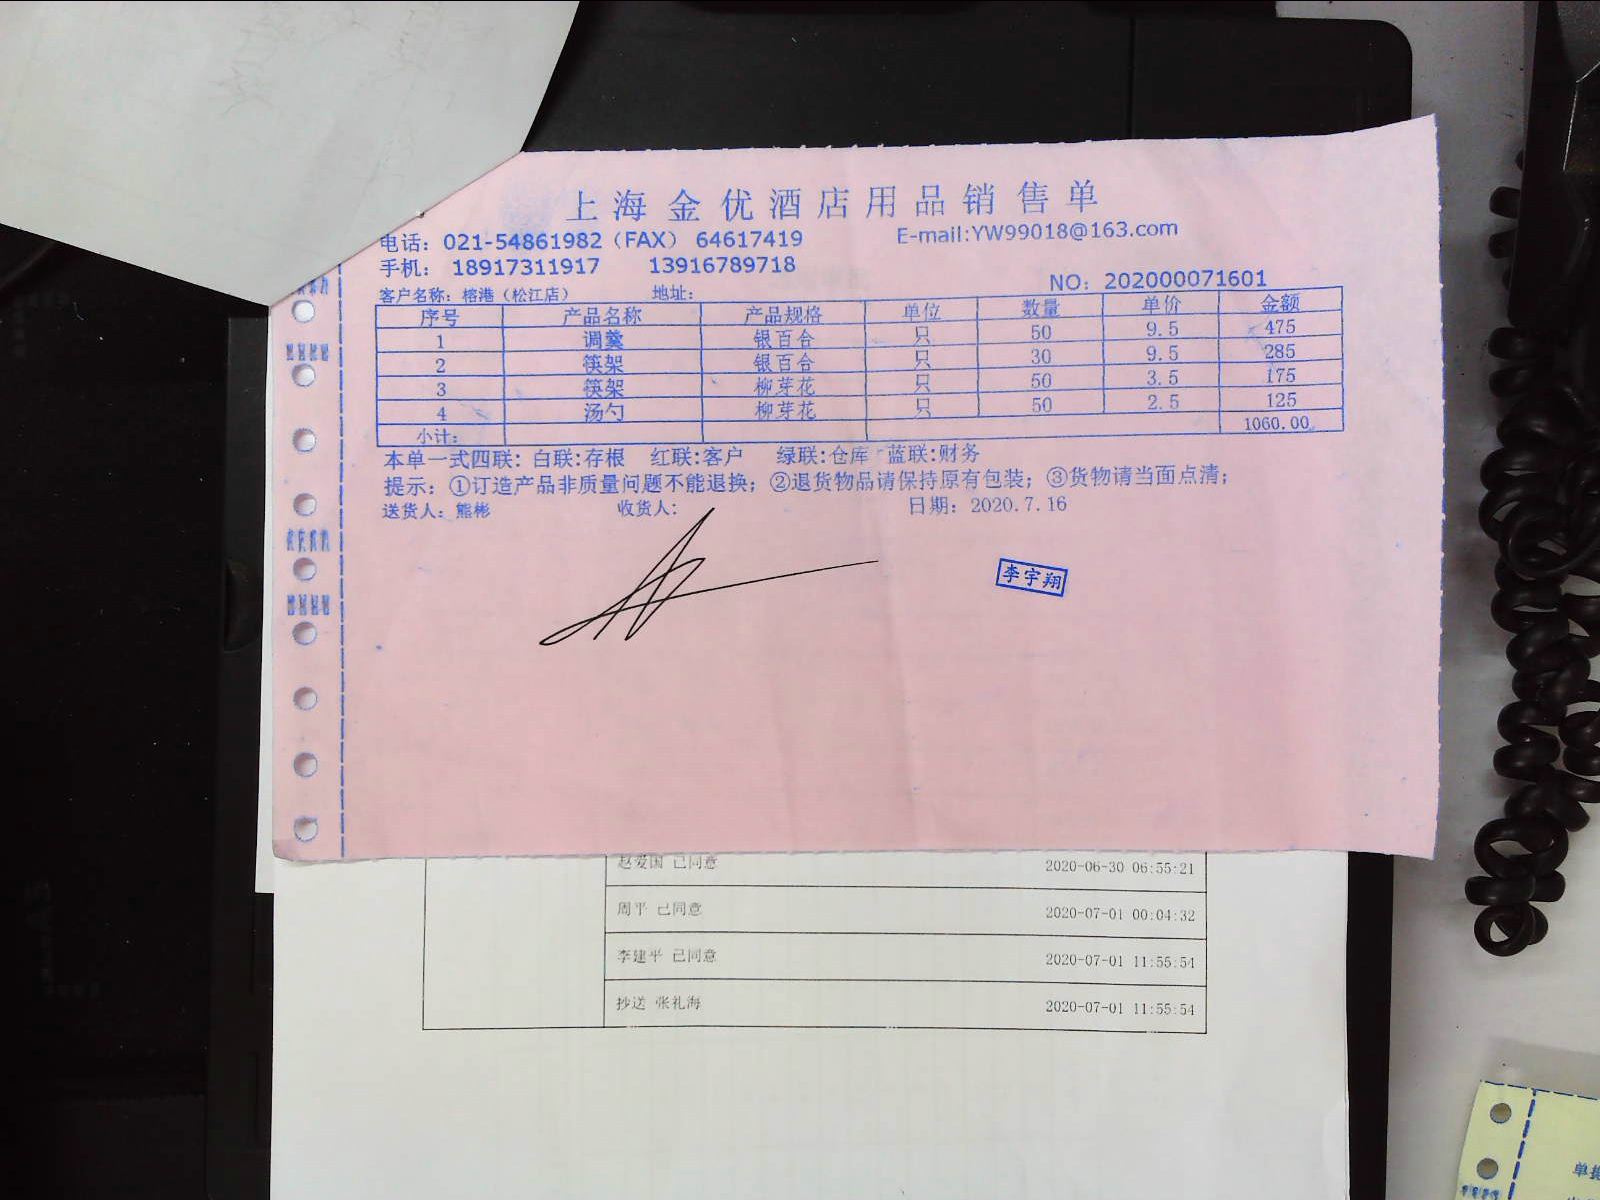 上海金优酒店用品销售单
电话：021-54861982（FAX） 64617419 E-mail:YW99018@163.com
手机： 18917311917 13916789718
NO：202000071601
客户名称：榕港（松江店） 地址：
序号 产品名称 产品规格 单位 数量 单价 金额
1 调羹 银百合 只 50 9.5 475
2 筷架 银百合 只 30 9.5 285
3 筷架 柳芽花 只 50 3.5 175
4 汤勺 柳芽花 只 50 2.5 125
小计： 1060.00
本单一式四联：白联:存根 红联:客户 绿联:仓库 蓝联:财务
提示：①订造产品非质量问题不能退换；②退货物品请保持原有包装；③货物请当面点清；
送货人：熊彬 收货人： 日期：2020.7.16
李宇翔
赵爱国 已同意 2020-06-30 06:55:21
周平 已同意 2020-07-01 00:04:32
李建平 已同意 2020-07-01 11:55:54
抄送 张礼海 2020-07-01 11:55:54
单据